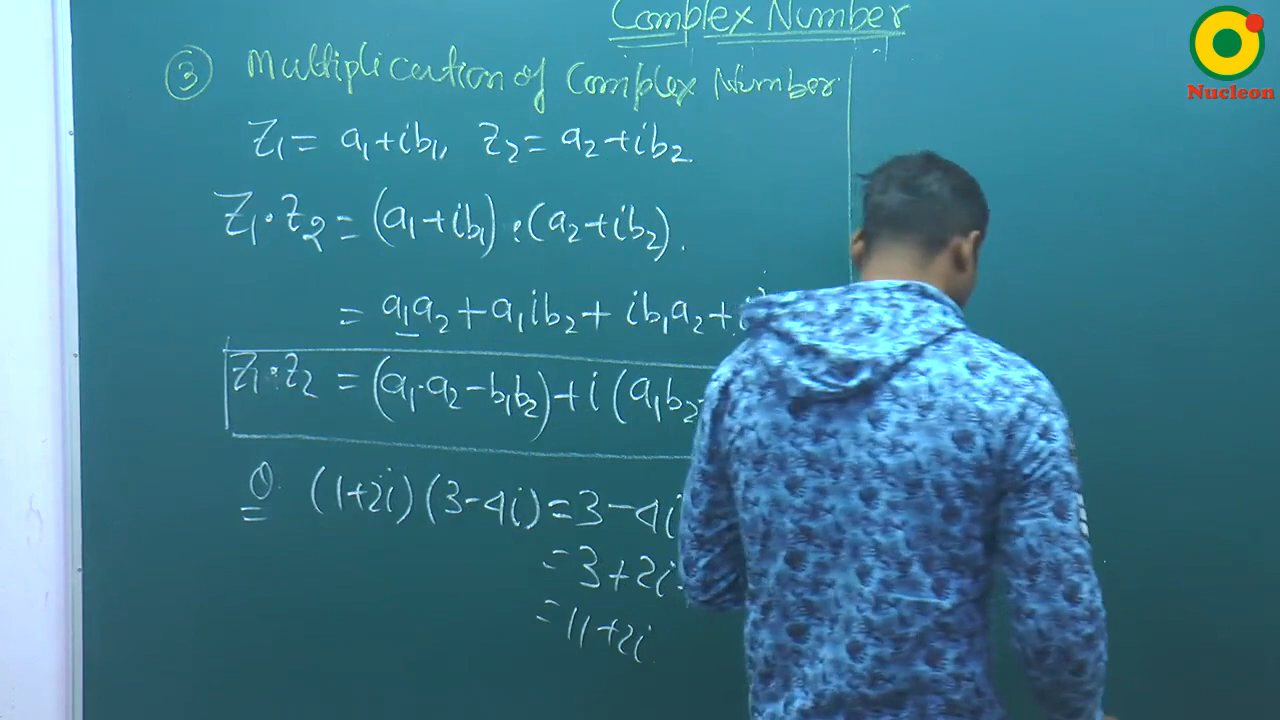 Complex Number
Nucleon
③ Multiplication of Complex Number
Z₁ = a₁+ib₁, Z₂ = a₂+ib₂
Z₁·Z₂ = (a₁+ib₁)·(a₂+ib₂).
= a₁a₂+a₁ib₂+ib₁a₂+
Z₁·Z₂ = (a₁·a₂-b₁b₂)+i(a₁b₂
Q. (1+2i)(3-4i)=3-4i
=3+2i
=11+2i